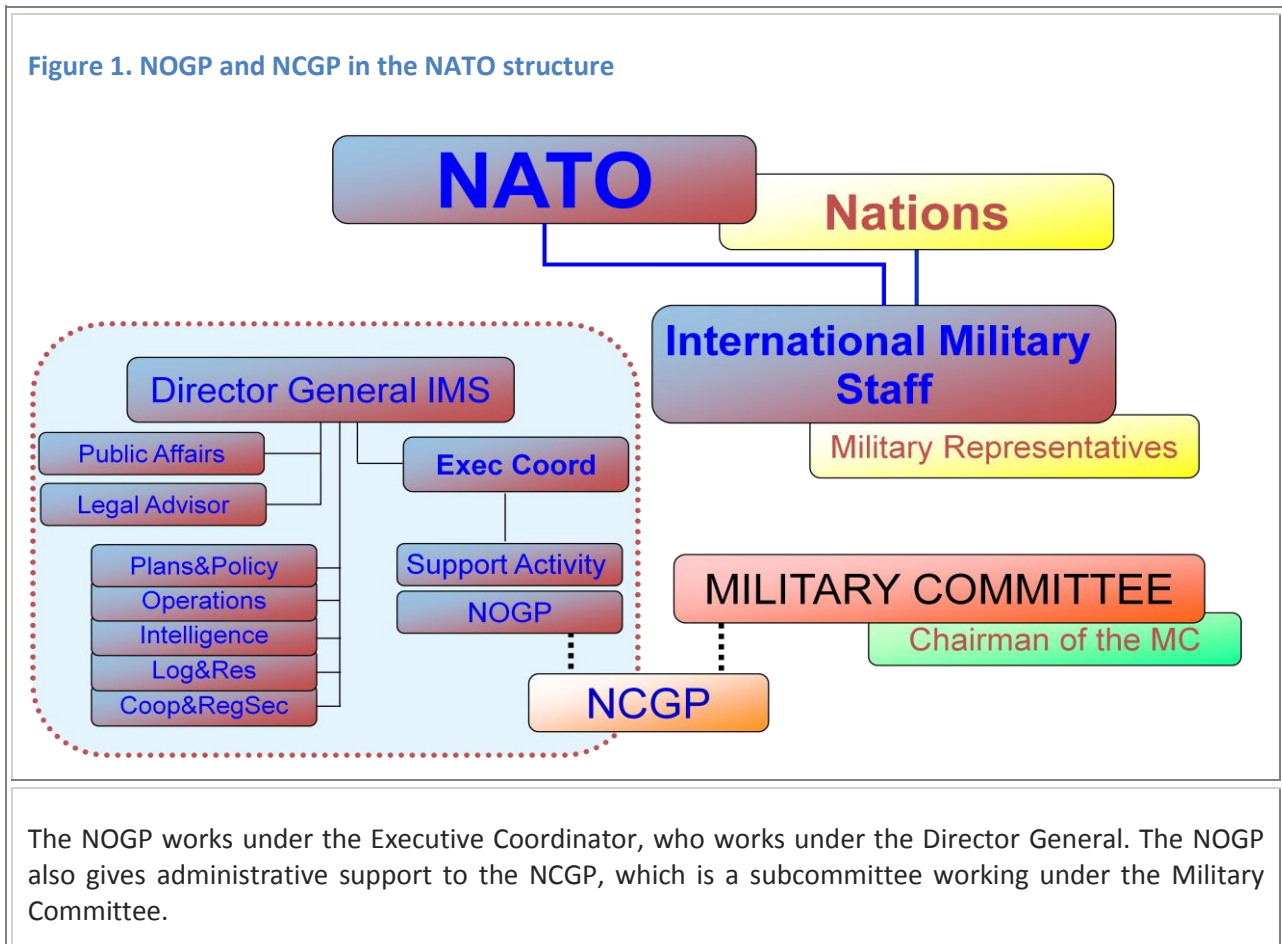 Figure 1. NOGP and NCGP in the NATO structure
NATO
Nations
International Military
Staff
Military Representatives
Director General IMS
Public Affairs
Legal Advisor
Exec Coord
Plans&Policy
Operations
Intelligence
Log&Res
Coop&RegSec
Support Activity
NOGP
MILITARY COMMITTEE
Chairman of the MC
NCGP
The NOGP works under the Executive Coordinator, who works under the Director General. The NOGP
also gives administrative support to the NCGP, which is a subcommittee working under the Military
Committee.